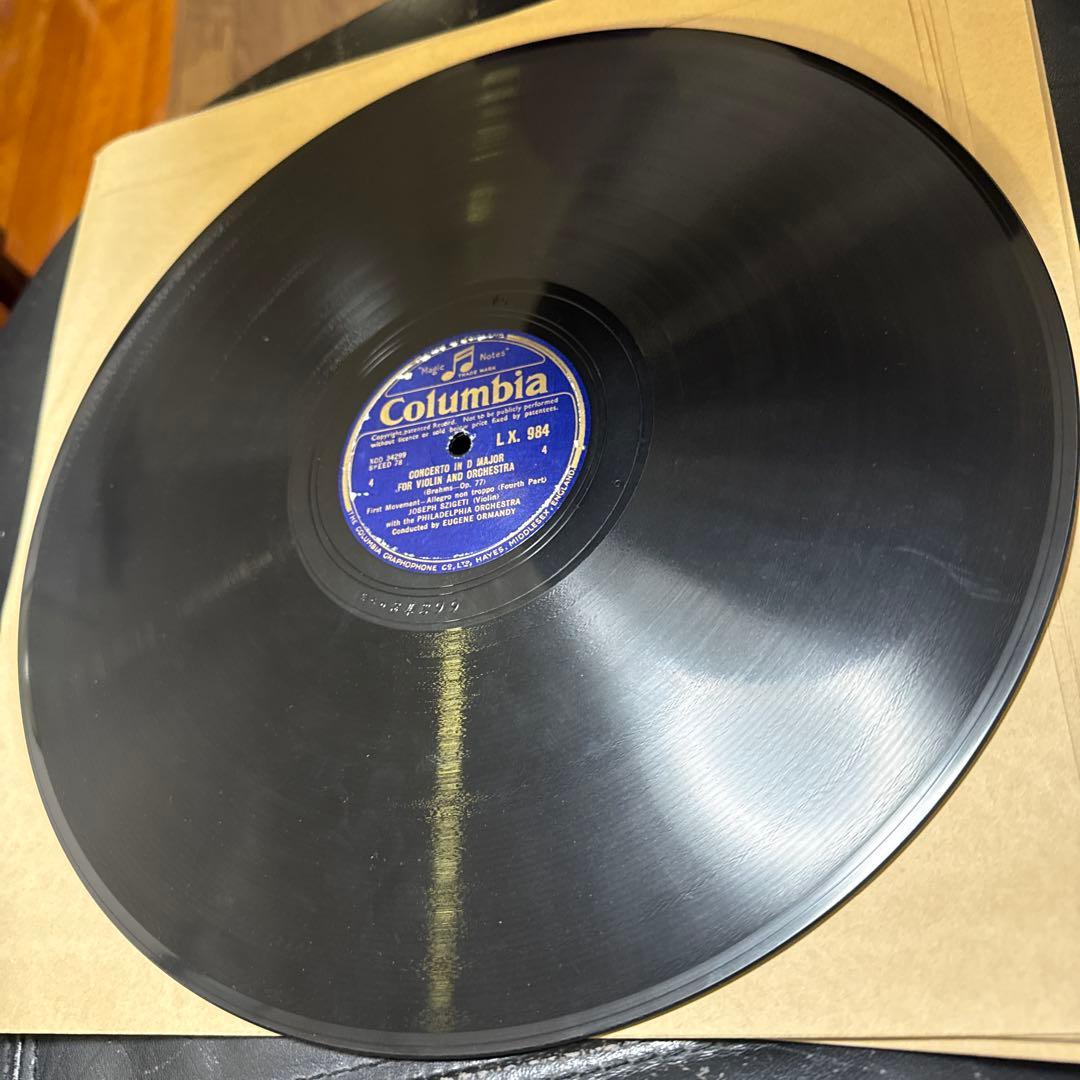 "Magic Notes"
TRADE MARK
Columbia
Copyright, patented Record. Not to be publicly performed
without licence or sold below price fixed by patentees.
XCO 34299
SPEED 78
L X. 984
4
4
CONCERTO IN D MAJOR
FOR VIOLIN AND ORCHESTRA
(Brahms—Op. 77)
First Movement—Allegro non troppo (Fourth Part)
JOSEPH SZIGETI (Violin)
with the PHILADELPHIA ORCHESTRA
Conducted by EUGENE ORMANDY
THE COLUMBIA GRAPHOPHONE CO, LTD, HAYES, MIDDLESEX, ENGLAND